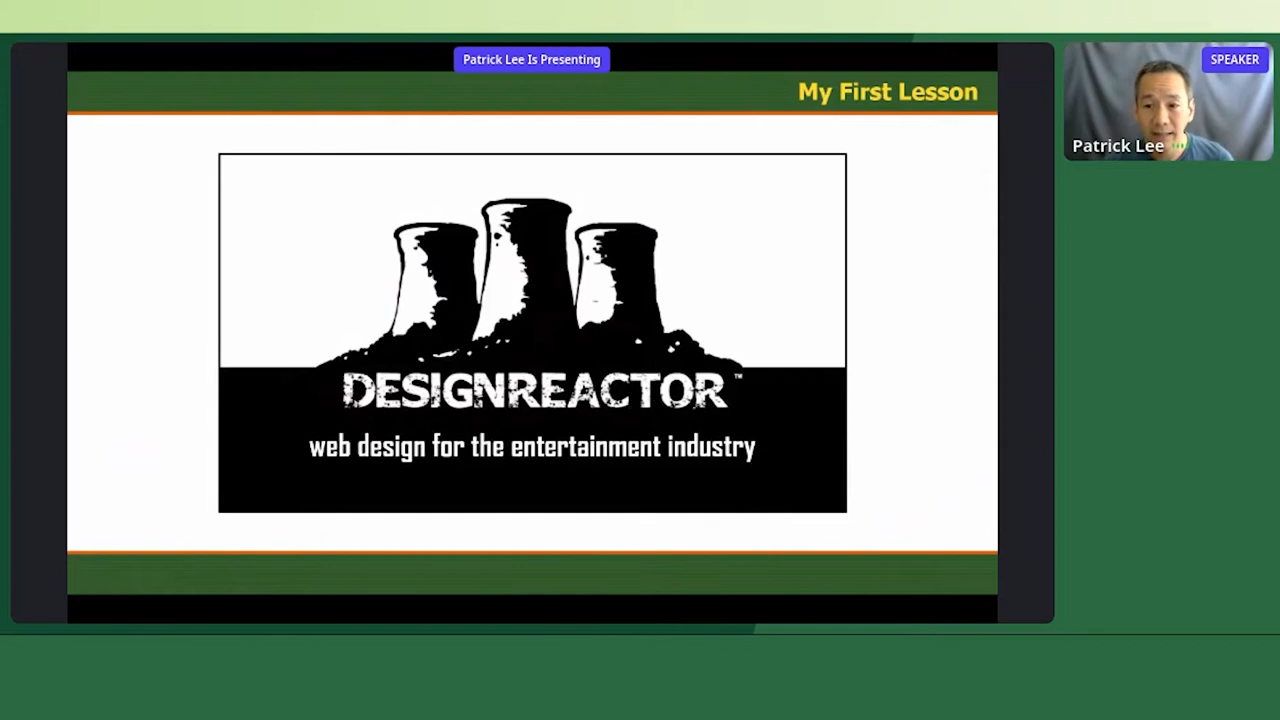 Patrick Lee Is Presenting
My First Lesson
SPEAKER
Patrick Lee
DESIGNREACTOR™
web design for the entertainment industry